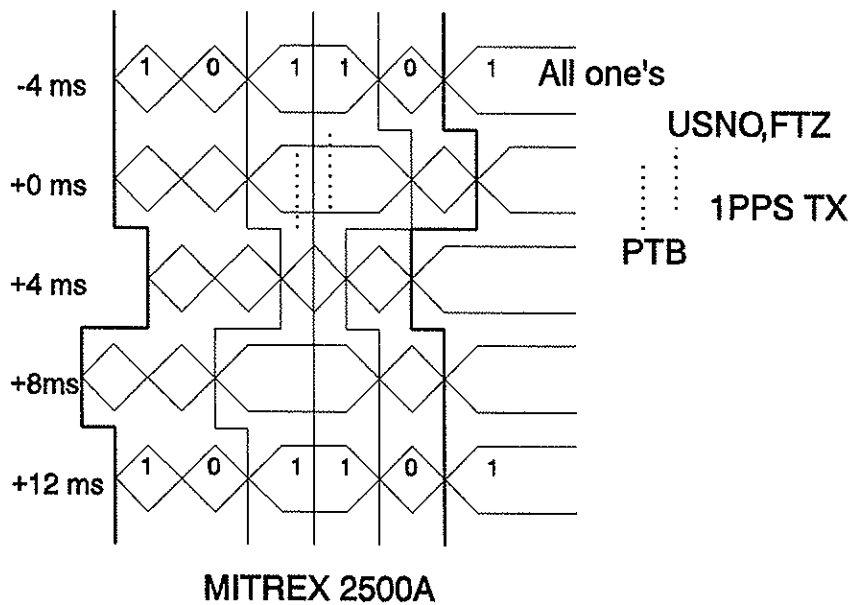 -4 ms 1 0 1 1 0 1 All one's
USNO,FTZ
+0 ms
1PPS TX
PTB
+4 ms
+8ms
+12 ms 1 0 1 1 0 1
MITREX 2500A